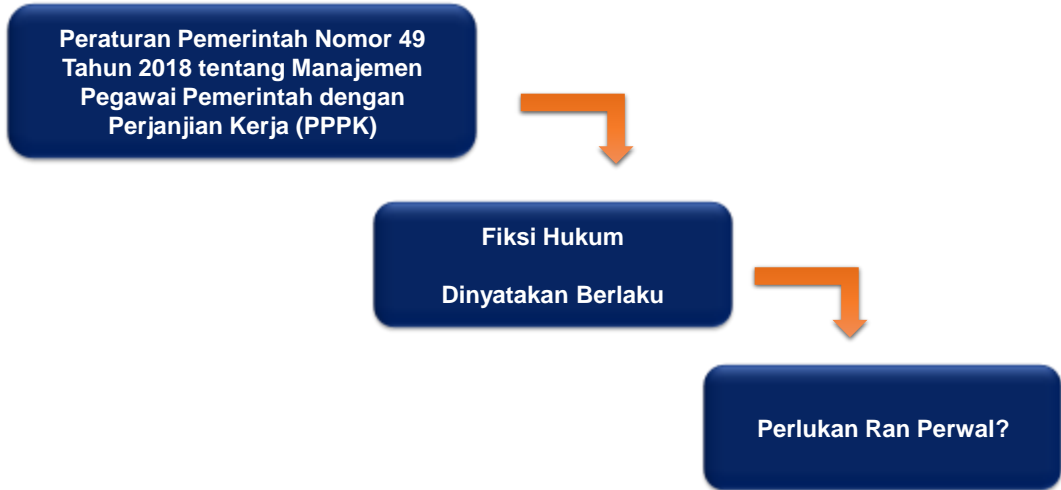 Peraturan Pemerintah Nomor 49
Tahun 2018 tentang Manajemen
Pegawai Pemerintah dengan
Perjanjian Kerja (PPPK)
Fiksi Hukum
Dinyatakan Berlaku
Perlukan Ran Perwal?